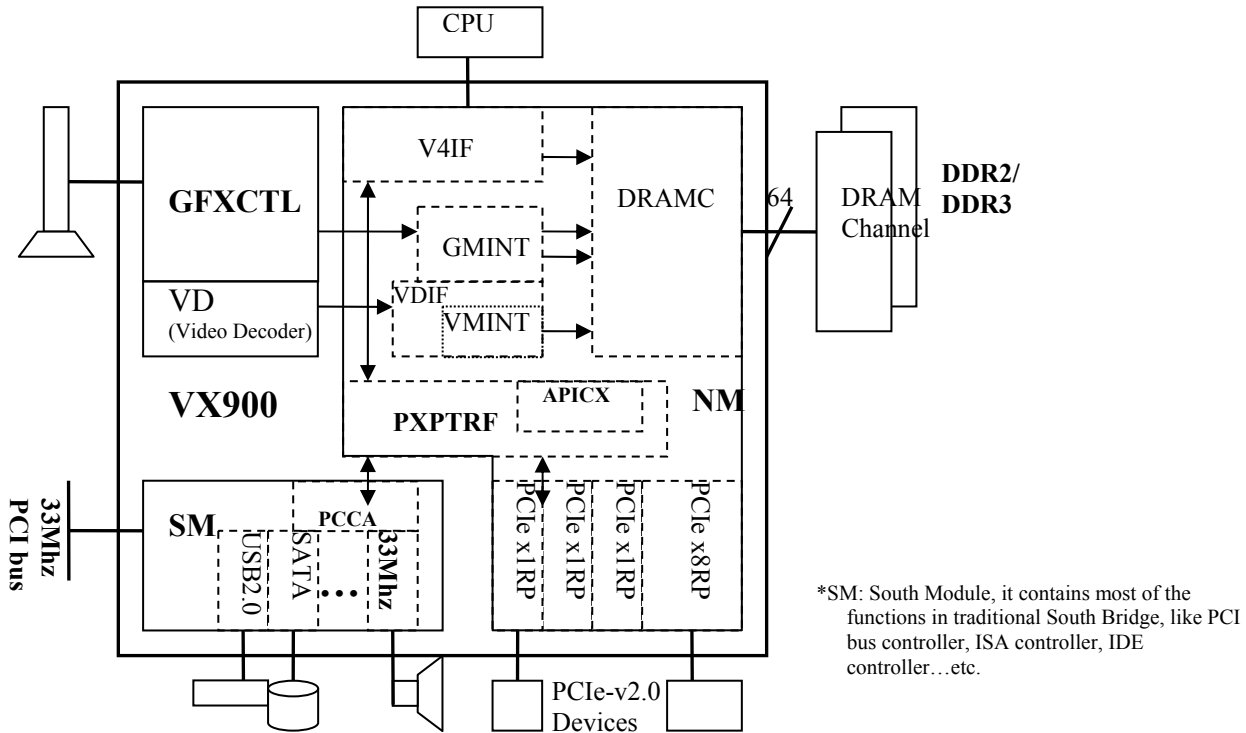 CPU
V4IF
GFXCTL
DRAMC
64
DRAM
Channel
DDR2/
DDR3
GMINT
VD
(Video Decoder)
VDIF
VMINT
VX900
APICX
NM
PXPTRF
33Mhz
PCI bus
SM
PCCA
USB2.0
SATA
...
33Mhz
PCIe x1RP
PCIe x1RP
PCIe x1RP
PCIe x8RP
PCIe-v2.0
Devices
*SM: South Module, it contains most of the
functions in traditional South Bridge, like PCI
bus controller, ISA controller, IDE
controller…etc.